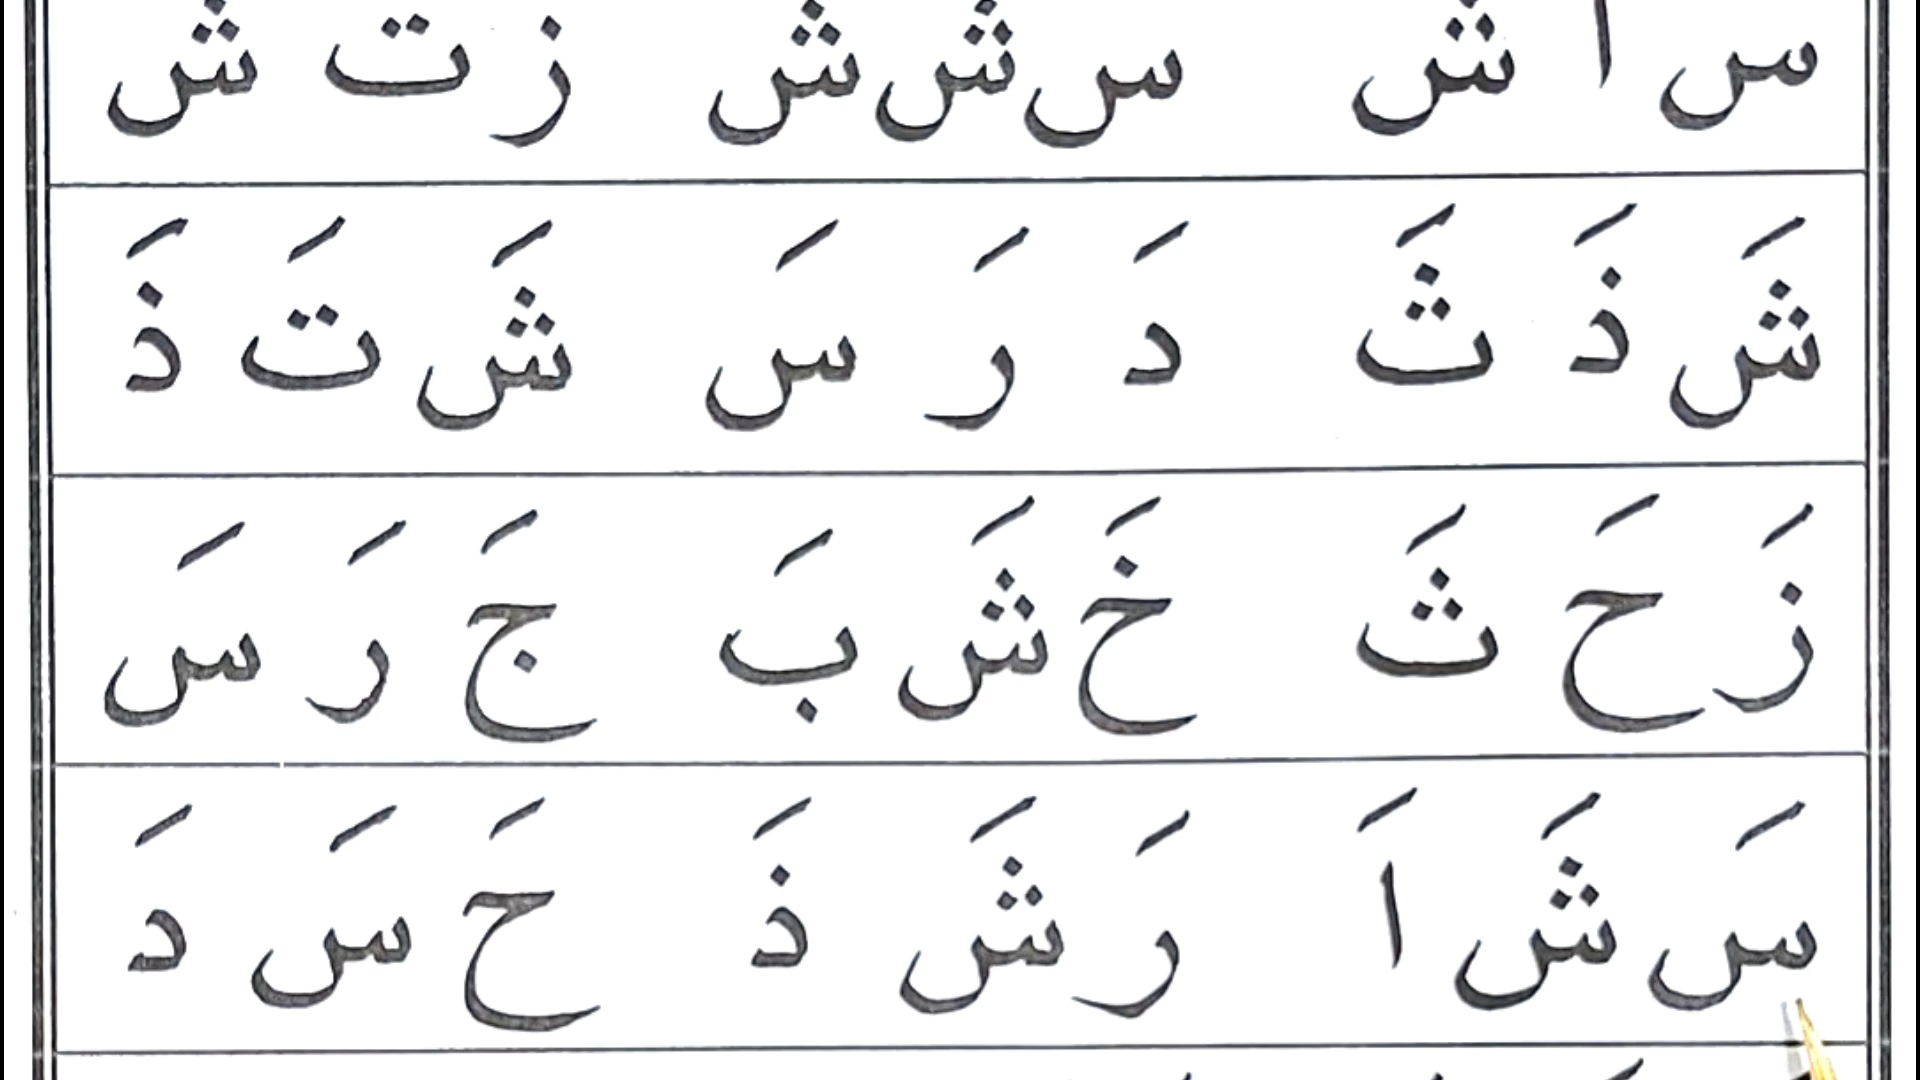 س ا ش س ش ش ز ت ش
شَ ذَ ثَ دَ رَ سَ شَ تَ ذَ
زَ حَ ثَ خَ شَ بَ جَ رَ سَ
سَ شَ اَ رَ شَ ذَ حَ سَ دَ